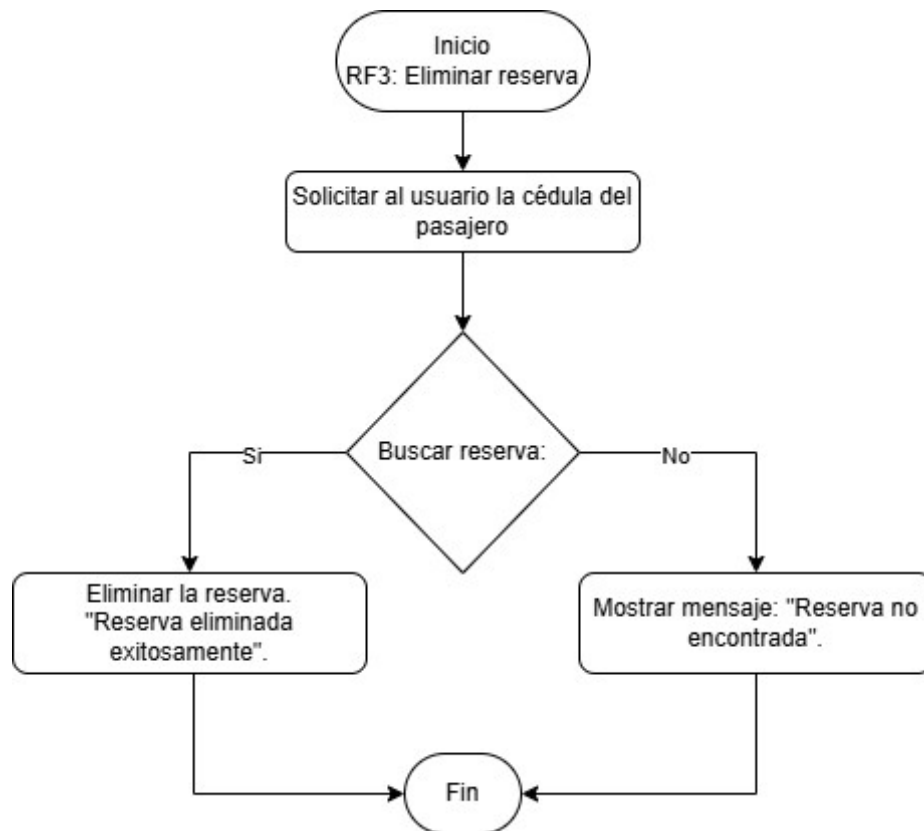 Inicio
RF3: Eliminar reserva
Solicitar al usuario la cédula del
pasajero
Buscar reserva:
Si
No
Eliminar la reserva.
"Reserva eliminada
exitosamente".
Mostrar mensaje: "Reserva no
encontrada".
Fin